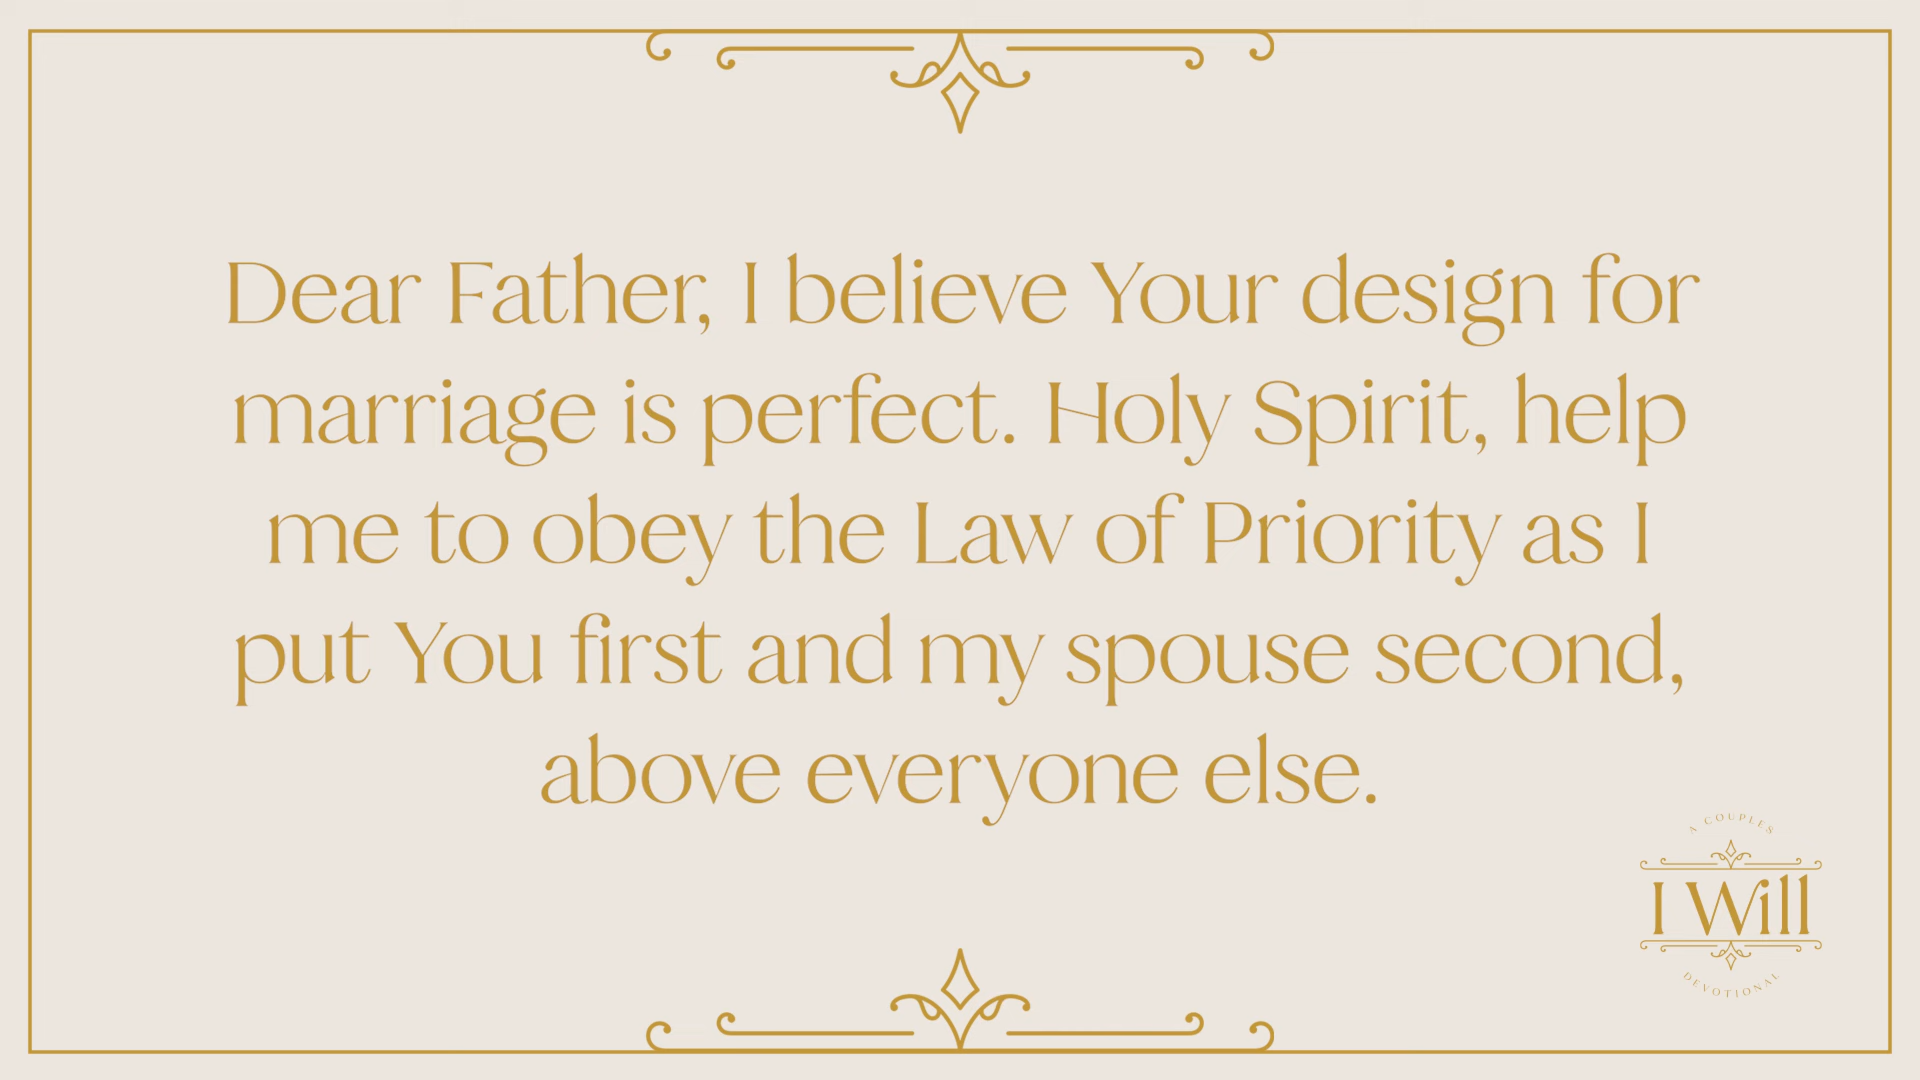 Dear Father, I believe Your design for
marriage is perfect. Holy Spirit, help
me to obey the Law of Priority as I
put You first and my spouse second,
above everyone else.
A COUPLES
I Will
DEVOTIONAL